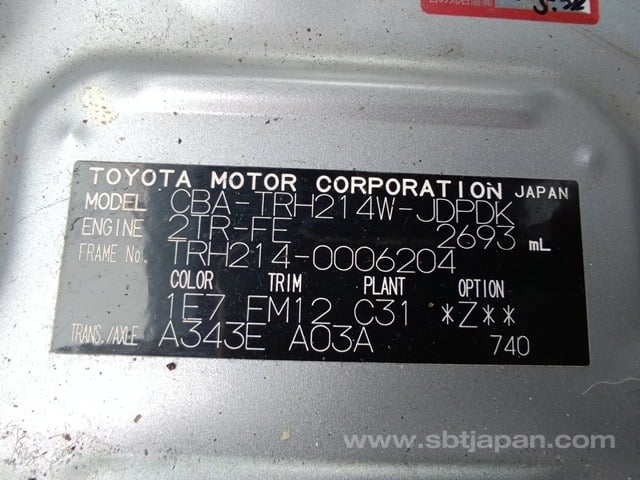 TOYOTA MOTOR CORPORATION JAPAN
MODEL CBA-TRH214W-JDPDK
ENGINE 2TR-FE 2693 mL
FRAME No. TRH214-0006204
COLOR TRIM PLANT OPTION
1E7 FM12 C31 *Z**
TRANS./AXLE A343E A03A 740
www.sbtjapan.com